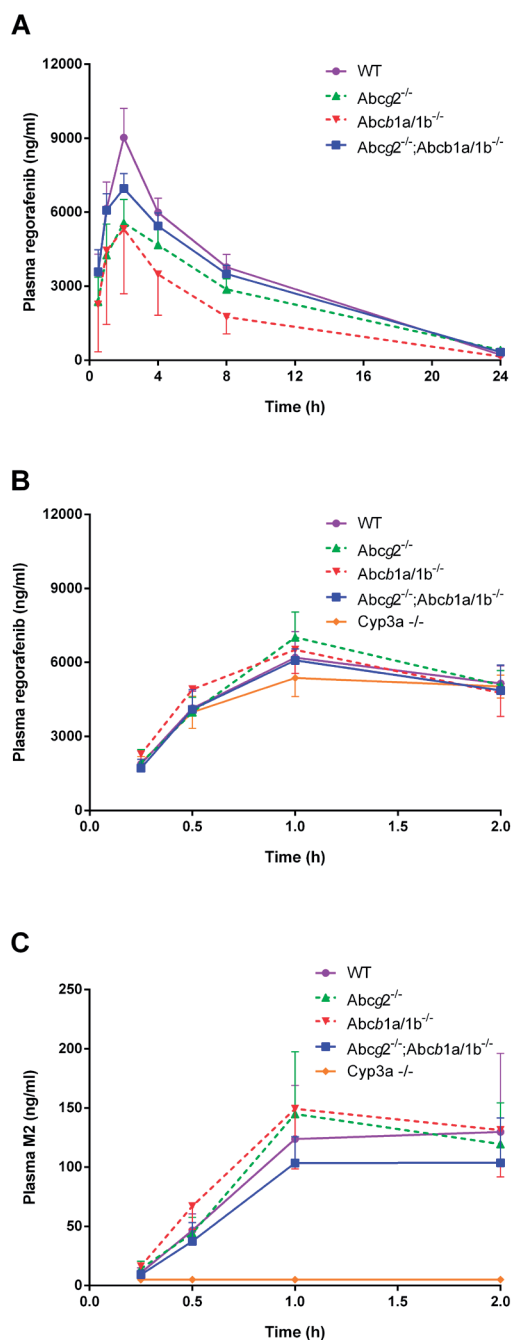 A
12000
9000
6000
3000
0
Plasma regorafenib (ng/ml)
WT
Abcg2-/-
Abcb1a/1b-/-
Abcg2-/-;Abcb1a/1b-/-
0 4 8 12 16 20 24
Time (h)
B
12000
9000
6000
3000
0
Plasma regorafenib (ng/ml)
WT
Abcg2-/-
Abcb1a/1b-/-
Abcg2-/-;Abcb1a/1b-/-
Cyp3a -/-
0.0 0.5 1.0 1.5 2.0
Time (h)
C
250
200
150
100
50
0
Plasma M2 (ng/ml)
WT
Abcg2-/-
Abcb1a/1b-/-
Abcg2-/-;Abcb1a/1b-/-
Cyp3a -/-
0.0 0.5 1.0 1.5 2.0
Time (h)